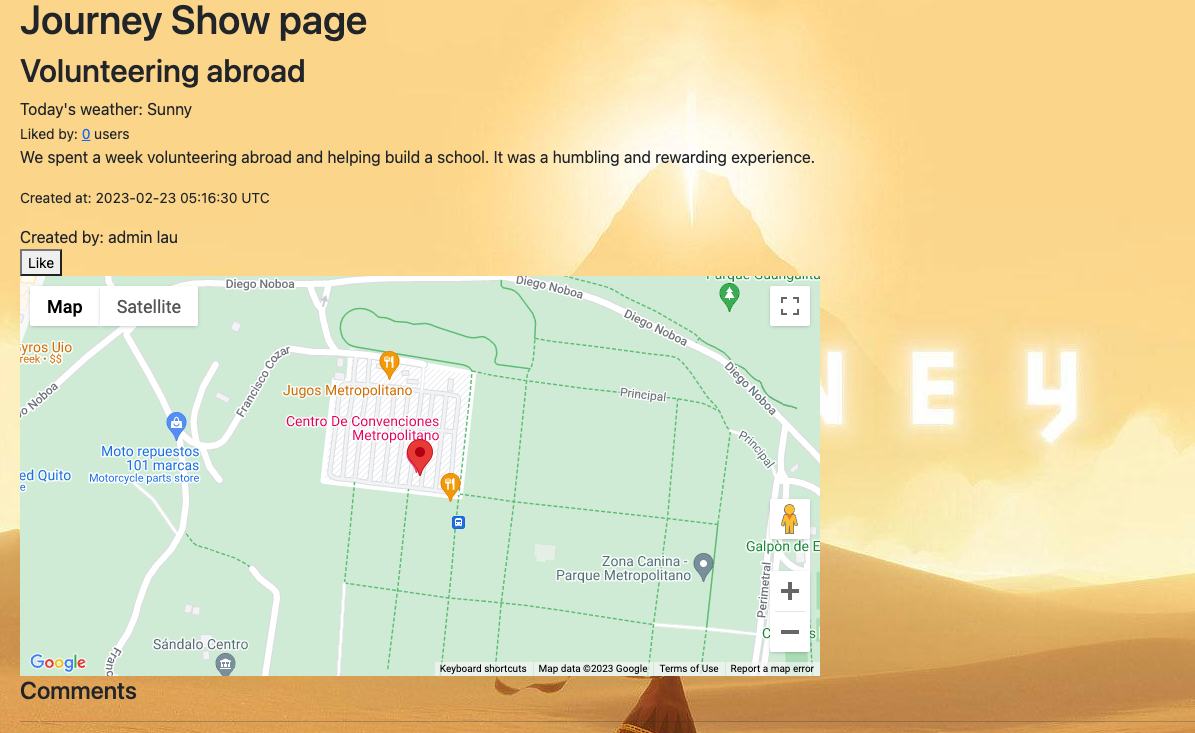 Journey Show page
Volunteering abroad
Today's weather: Sunny
Liked by: 0 users
We spent a week volunteering abroad and helping build a school. It was a humbling and rewarding experience.
Created at: 2023-02-23 05:16:30 UTC
Created by: admin lau
Like
Diego Noboa
Diego Noboa
Map Satellite
Diego Noboa
yros Uio
reek • $$
Francisco Cozar
Diego Noboa
o Noboa
Jugos Metropolitano
Principal
N E Y
Centro De Convenciones
Metropolitano
Principal
Moto repuestos
101 marcas
Motorcycle parts store
ed Quito
e
Galpón de E
Zona Canina -
Parque Metropolitano
Perimetral
Sándalo Centro
Franc
Google
Keyboard shortcuts
Map data ©2023 Google
Terms of Use
Report a map error
Comments